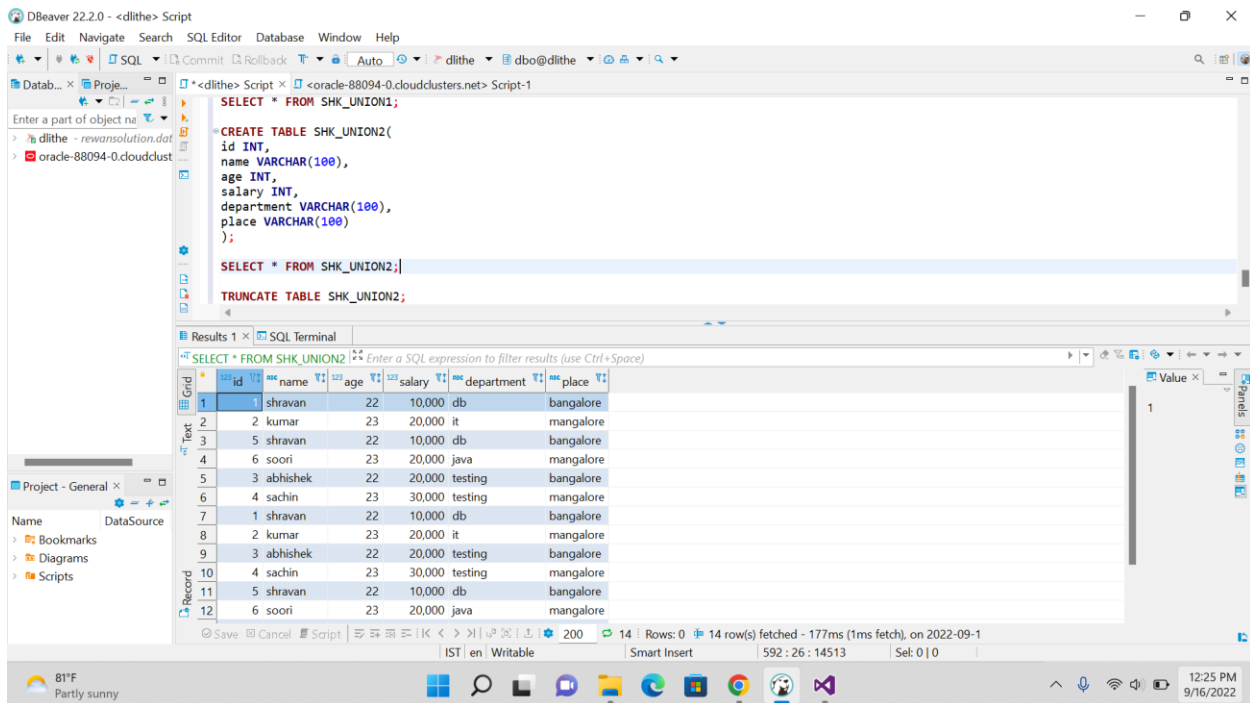 DBeaver 22.2.0 - <dlithe> Script
File Edit Navigate Search SQL Editor Database Window Help
SQL Commit Rollback Auto dlithe dbo@dlithe
Datab... Proje... *<dlithe> Script <oracle-88094-0.cloudclusters.net> Script-1
Enter a part of object na
dlithe - rewansolution.dat
oracle-88094-0.cloudclust
SELECT * FROM SHK_UNION1;
CREATE TABLE SHK_UNION2(
id INT,
name VARCHAR(100),
age INT,
salary INT,
department VARCHAR(100),
place VARCHAR(100)
);
SELECT * FROM SHK_UNION2;
TRUNCATE TABLE SHK_UNION2;
Results 1 SQL Terminal
SELECT * FROM SHK_UNION2 Enter a SQL expression to filter results (use Ctrl+Space)
Grid
Text
Record
123 id abc name 123 age 123 salary abc department abc place
1 1 shravan 22 10,000 db bangalore
2 2 kumar 23 20,000 it mangalore
3 5 shravan 22 10,000 db bangalore
4 6 soori 23 20,000 java mangalore
5 3 abhishek 22 20,000 testing bangalore
6 4 sachin 23 30,000 testing mangalore
7 1 shravan 22 10,000 db bangalore
8 2 kumar 23 20,000 it mangalore
9 3 abhishek 22 20,000 testing bangalore
10 4 sachin 23 30,000 testing mangalore
11 5 shravan 22 10,000 db bangalore
12 6 soori 23 20,000 java mangalore
Value
1
Panels
Project - General
Name DataSource
Bookmarks
Diagrams
Scripts
Save Cancel Script 200 14 Rows: 0 14 row(s) fetched - 177ms (1ms fetch), on 2022-09-1
IST en Writable Smart Insert 592 : 26 : 14513 Sel: 0 | 0
81°F
Partly sunny
12:25 PM
9/16/2022